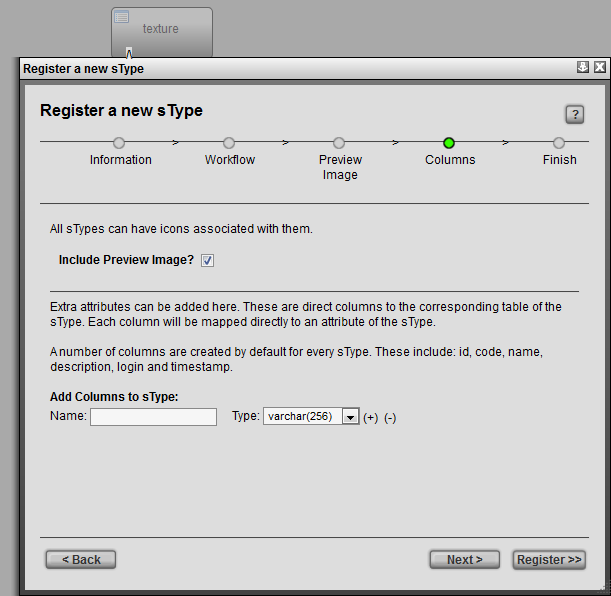 texture
Register a new sType
Register a new sType
?
Information > Workflow > Preview Image > Columns > Finish
All sTypes can have icons associated with them.
Include Preview Image?
Extra attributes can be added here. These are direct columns to the corresponding table of the
sType. Each column will be mapped directly to an attribute of the sType.
A number of columns are created by default for every sType. These include: id, code, name,
description, login and timestamp.
Add Columns to sType:
Name: Type: varchar(256) (+) (-)
< Back Next > Register >>